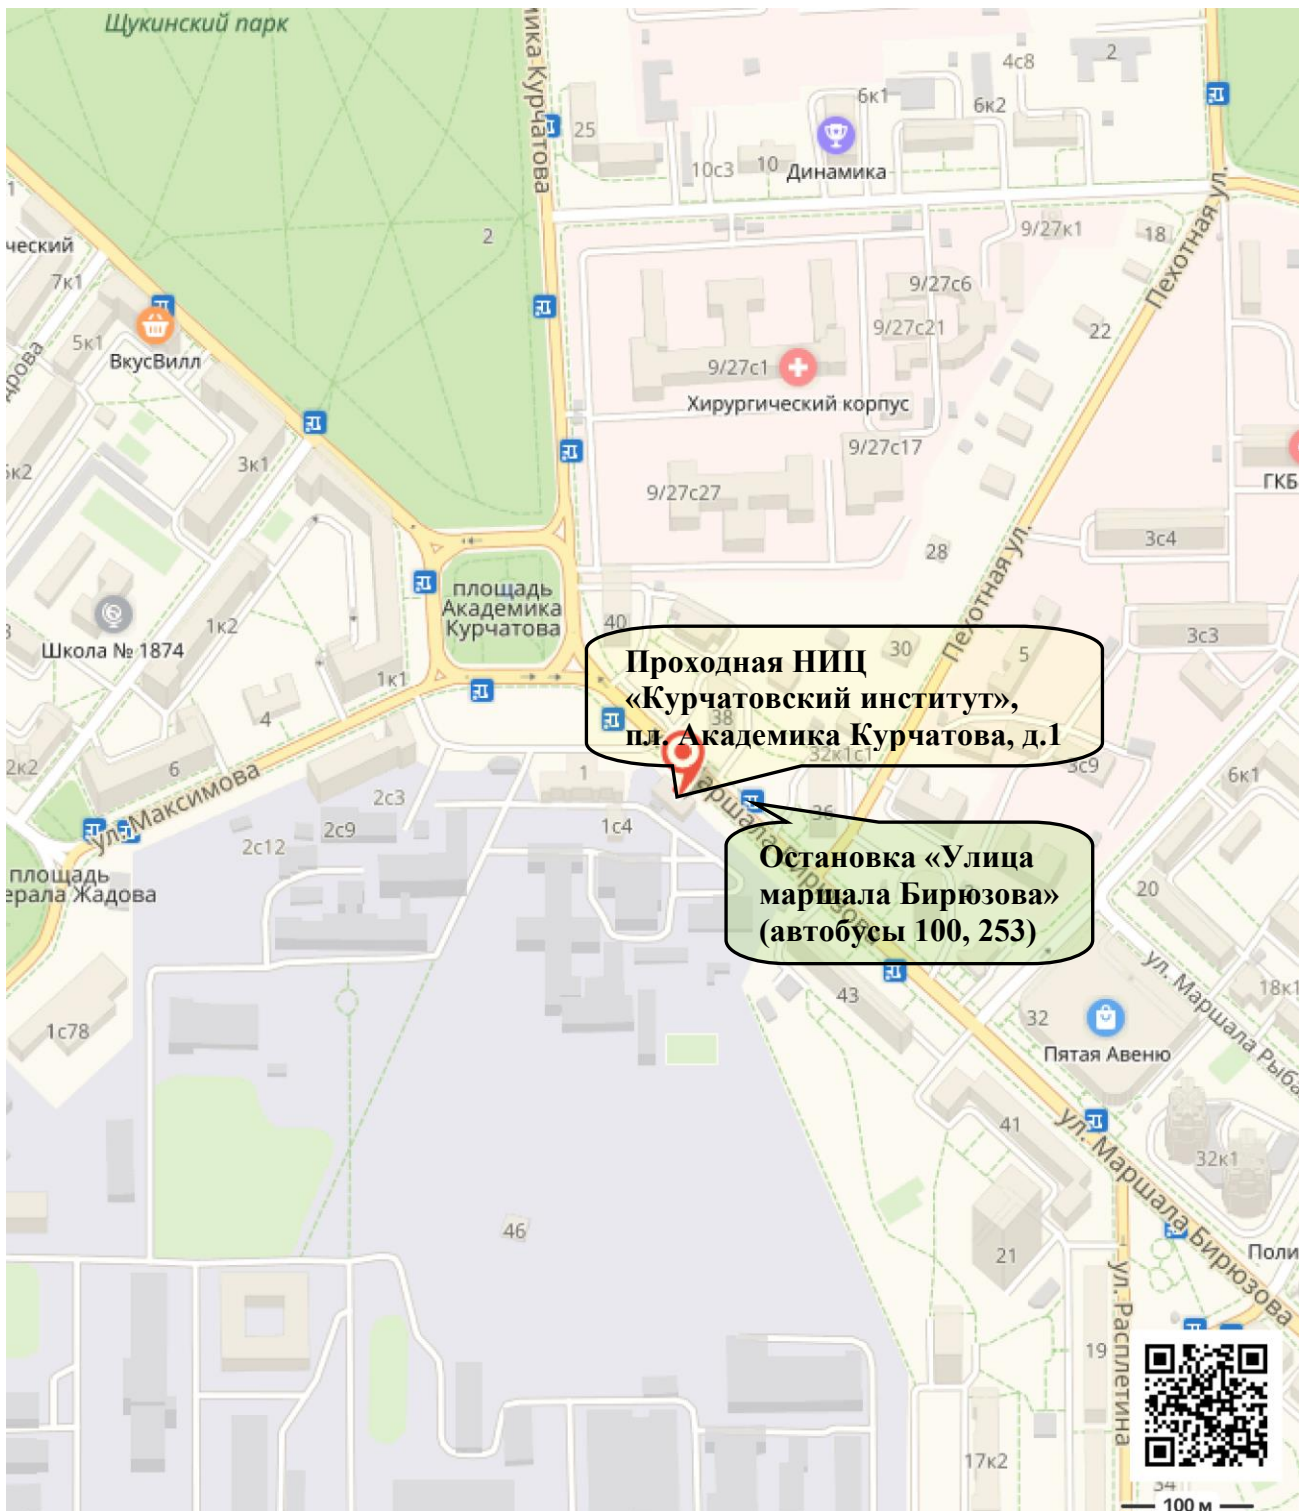 Щукинский парк
мика Курчатова
25
6к1
4с8
2
6к2
10с3
10
Динамика
2
9/27к1
18
Пехотная ул.
ческий
7к1
9/27с6
5к1
ВкусВилл
9/27с21
22
9/27с1
Хирургический корпус
3к1
9/27с17
9/27с27
ГКБ
28
3с4
Пехотная ул.
площадь
Академика
Курчатова
40
1к2
Школа № 1874
30
5
3с3
1к1
4
Проходная НИЦ
«Курчатовский институт»,
пл. Академика Курчатова, д.1
38
32к1с1
3с9
6к1
2к2
6
ул. Максимова
2с3
1
2с9
2с12
1с4
36
Остановка «Улица
маршала Бирюзова»
(автобусы 100, 253)
аршала Бирюзова
площадь
ерала Жадова
20
ул. Маршала Рыба
1с78
43
32
18к1
Пятая Авеню
41
ул. Маршала Бирюзова
32к1
46
21
Поли
ул. Расплетина
19
17к2
34
100 м